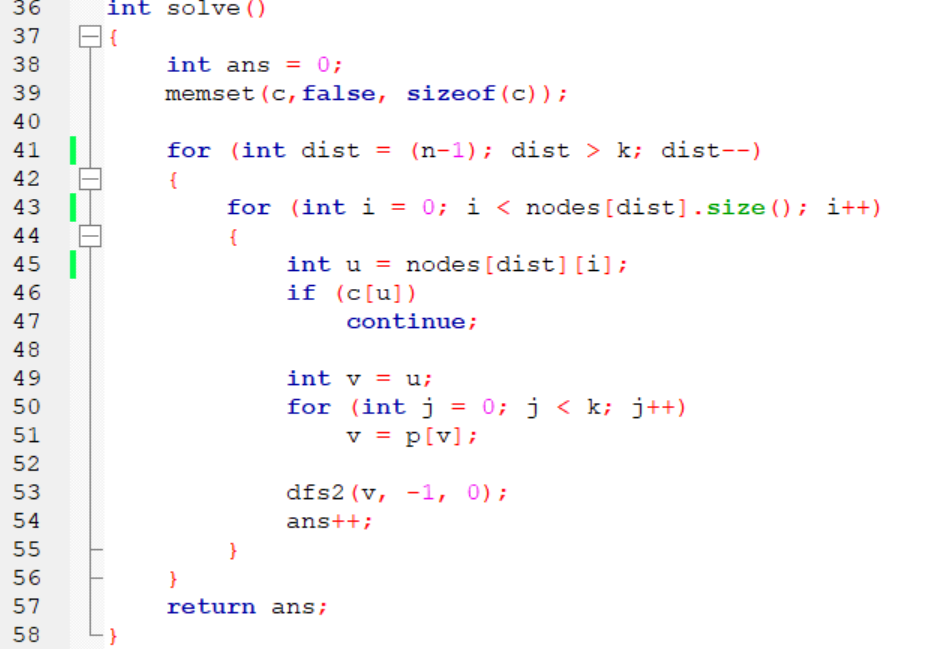 36 int solve()
37 {
38     int ans = 0;
39     memset(c,false, sizeof(c));
40
41     for (int dist = (n-1); dist > k; dist--)
42     {
43         for (int i = 0; i < nodes[dist].size(); i++)
44         {
45             int u = nodes[dist][i];
46             if (c[u])
47                 continue;
48
49             int v = u;
50             for (int j = 0; j < k; j++)
51                 v = p[v];
52
53             dfs2(v, -1, 0);
54             ans++;
55         }
56     }
57     return ans;
58 }